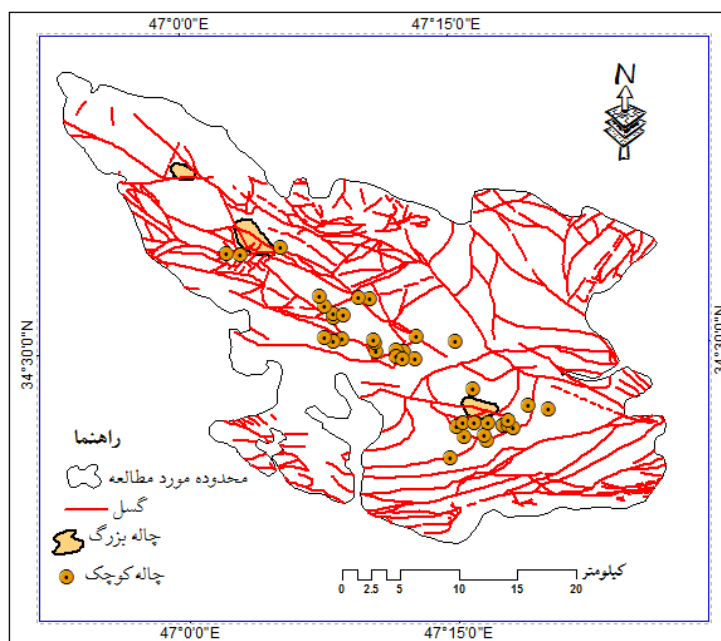 47°0'0"E 47°15'0"E
N
34°30'0"N 34°30'0"N
راهنما
محدوده مورد مطالعه
گسل
چاله بزرگ
چاله کوچک
کیلومتر
0 2.5 5 10 15 20
47°0'0"E 47°15'0"E